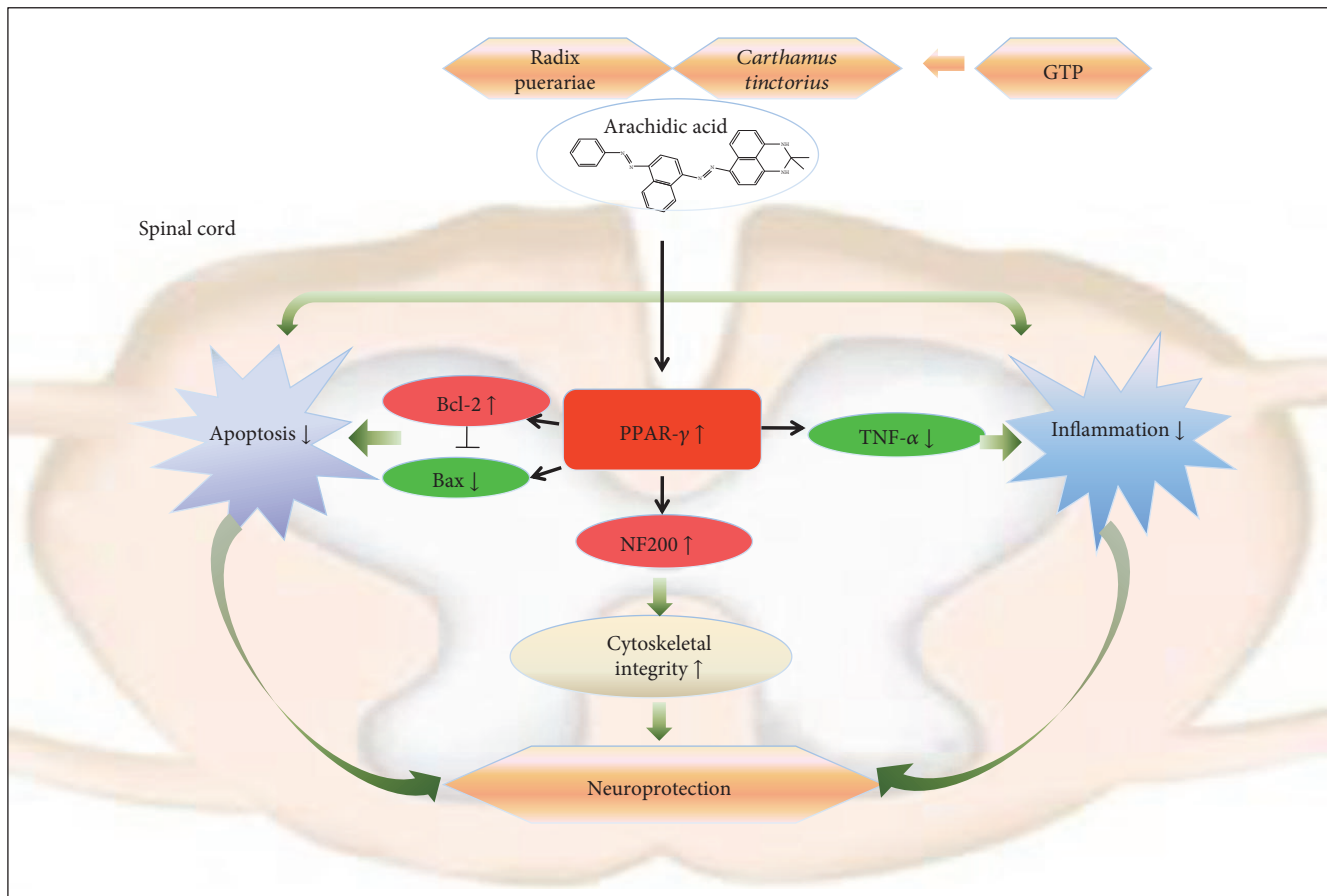 Radix
puerariae
Carthamus
tinctorius
GTP
Arachidic acid
N
N
N
N
NH
NH
Spinal cord
Bcl-2 ↑
Apoptosis ↓
PPAR-γ ↑
TNF-α ↓
Inflammation ↓
Bax ↓
NF200 ↑
Cytoskeletal
integrity ↑
Neuroprotection